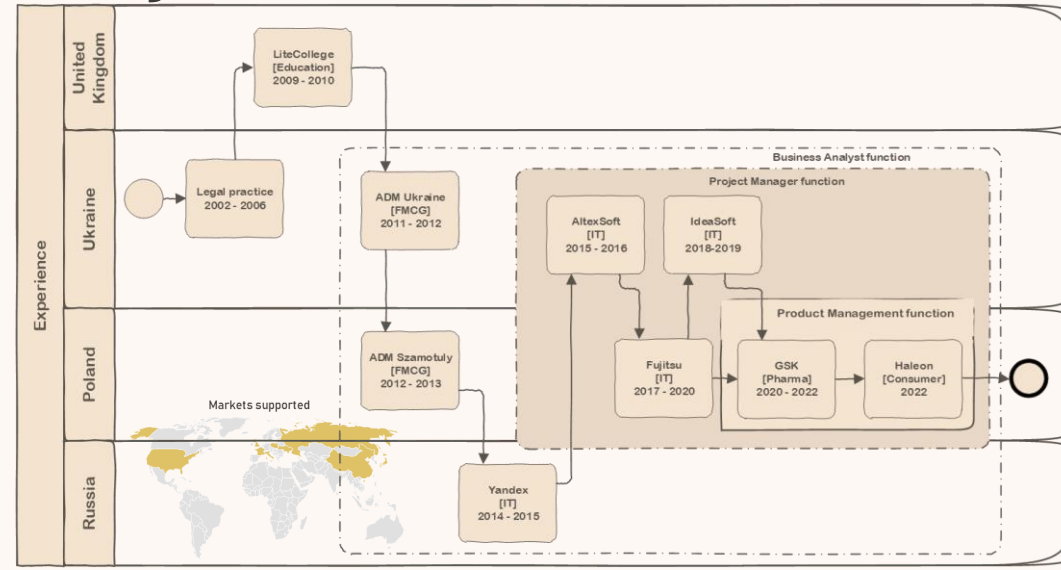 Experience
United
Kingdom
LiteCollege
[Education]
2009 - 2010
Ukraine
Legal practice
2002 - 2006
ADM Ukraine
[FMCG]
2011 - 2012
Business Analyst function
Project Manager function
AltexSoft
[IT]
2015 - 2016
IdeaSoft
[IT]
2018-2019
Poland
ADM Szamotuly
[FMCG]
2012 - 2013
Product Management function
Fujitsu
[IT]
2017 - 2020
GSK
[Pharma]
2020 - 2022
Haleon
[Consumer]
2022
Markets supported
Russia
Yandex
[IT]
2014 - 2015